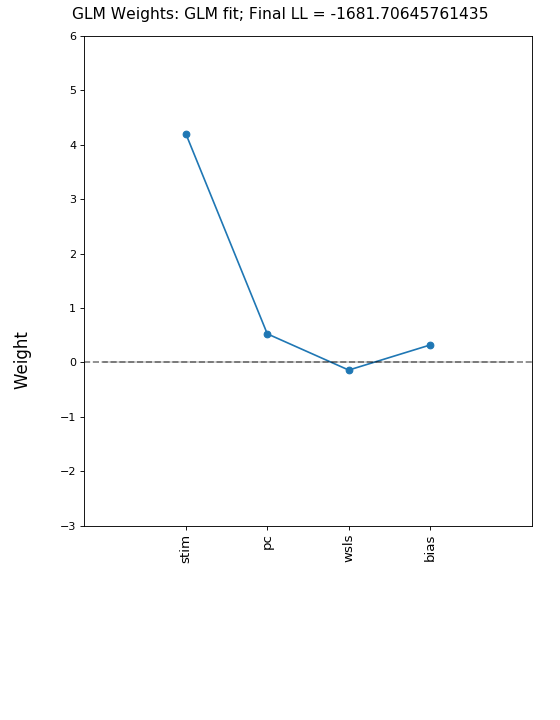 GLM Weights: GLM fit; Final LL = -1681.70645761435
6
5
4
3
2
1
0
−1
−2
−3
Weight
stim
pc
wsls
bias